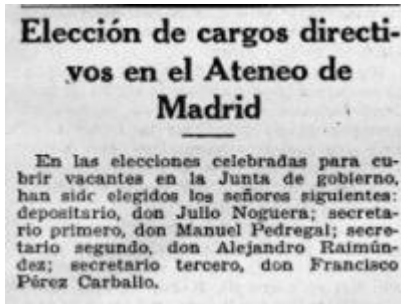 Elección de cargos directi-
vos en el Ateneo de
Madrid
En las elecciones celebradas para cu-
brir vacantes en la Junta de gobierno,
han sido elegidos los señores siguientes:
depositario, don Julio Noguera; secreta-
rio primero, don Manuel Pedregal; secre-
tario segundo, don Alejandro Raimún-
dez; secretario tercero, don Francisco
Pérez Carballo.